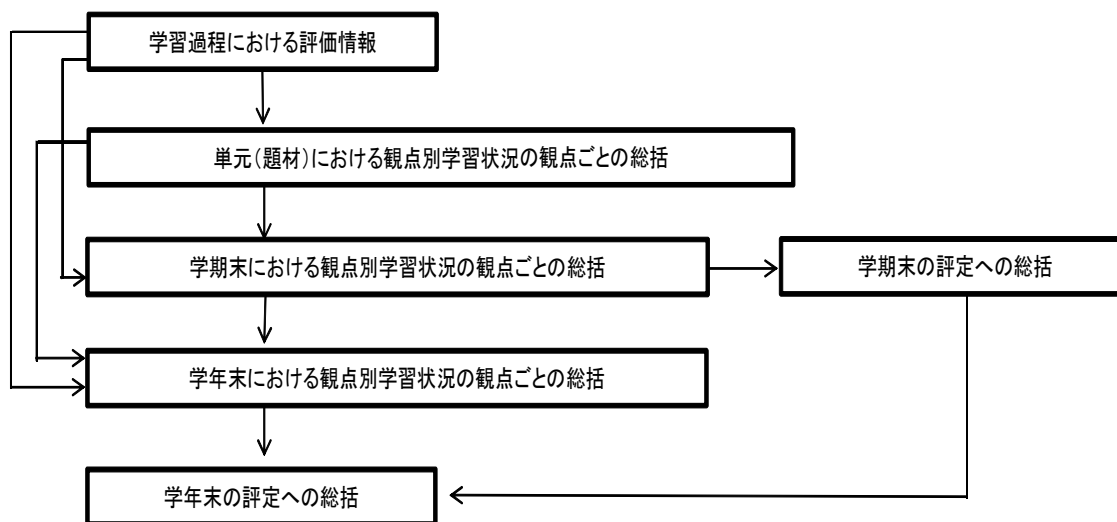 学習過程における評価情報
単元（題材）における観点別学習状況の観点ごとの総括
学期末における観点別学習状況の観点ごとの総括
学期末の評定への総括
学年末における観点別学習状況の観点ごとの総括
学年末の評定への総括